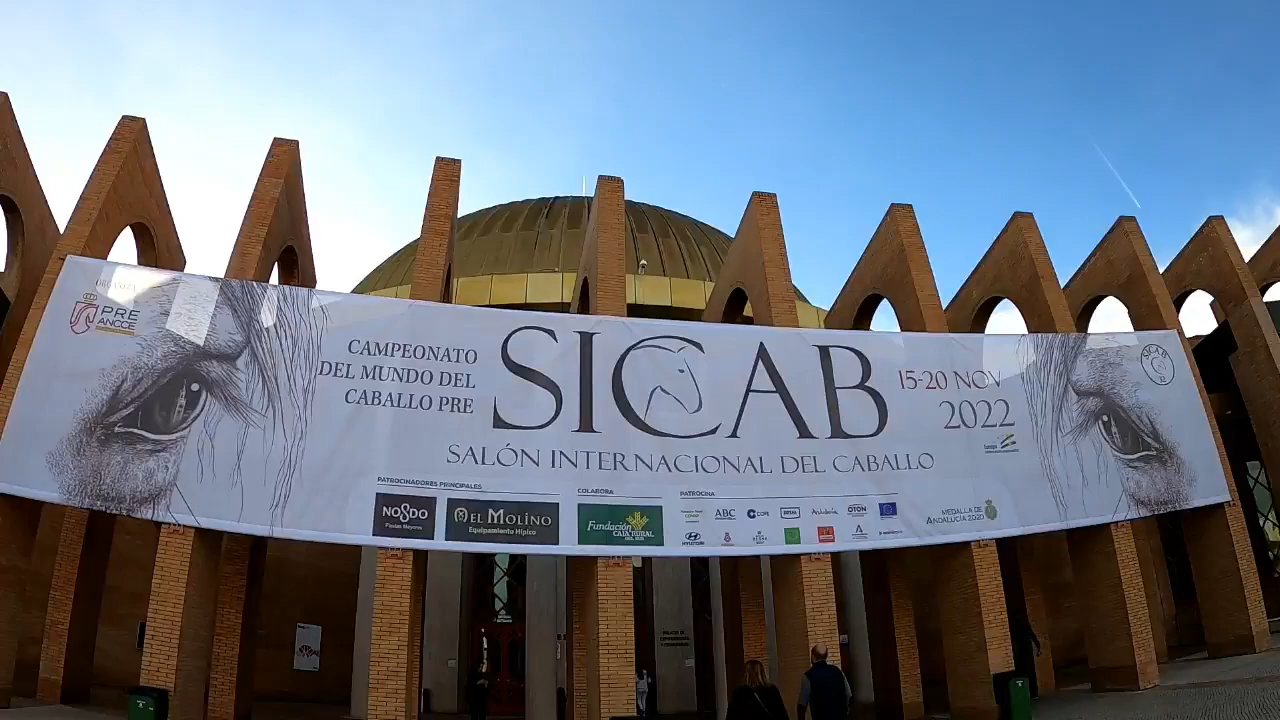 ORGANIZA
PRE
ANCCE
CAMPEONATO
DEL MUNDO DEL
CABALLO PRE
SICAB
15-20 NOV
2022
SALÓN INTERNACIONAL DEL CABALLO
SICAB
PATROCINADORES PRINCIPALES
NO8DO
Fiestas Mayores
EL MOLINO
Equipamiento Hípico
COLABORA
Fundación
CAJA RURAL
DEL SUR
PATROCINA
ABC
COPE
Andalucía
OTON
HYUNDAI
MEDALLA DE
ANDALUCÍA 2020